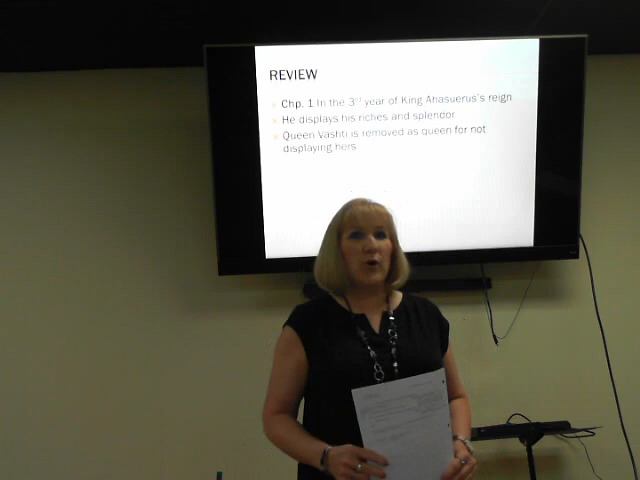 REVIEW
Chp. 1 In the 3rd year of King Ahasuerus's reign
He displays his riches and splendor
Queen Vashti is removed as queen for not
displaying hers